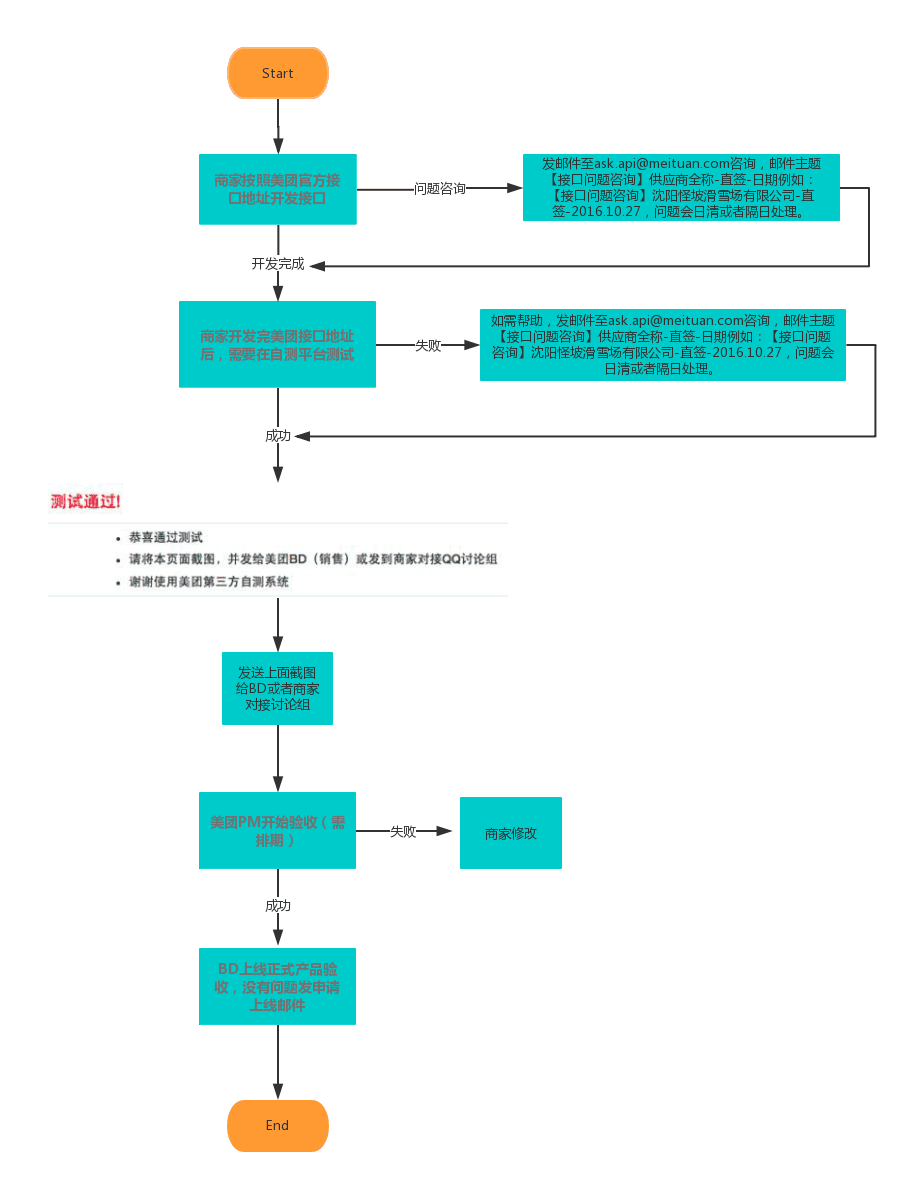 Start
商家按照美团官方接
口地址开发接口
问题咨询
发邮件至ask.api@meituan.com咨询，邮件主题
【接口问题咨询】供应商全称-直签-日期例如：
【接口问题咨询】沈阳怪坡滑雪场有限公司-直
签-2016.10.27，问题会日清或者隔日处理。
开发完成
商家开发完美团接口地址
后，需要在自测平台测试
失败
如需帮助，发邮件至ask.api@meituan.com咨询，邮件主题
【接口问题咨询】供应商全称-直签-日期例如：【接口问题
咨询】沈阳怪坡滑雪场有限公司-直签-2016.10.27，问题会
日清或者隔日处理。
成功
测试通过!
• 恭喜通过测试
• 请将本页面截图，并发给美团BD（销售）或发到商家对接QQ讨论组
• 谢谢使用美团第三方自测系统
发送上面截图
给BD或者商家
对接讨论组
美团PM开始验收（需
排期）
失败
商家修改
成功
BD上线正式产品验
收，没有问题发申请
上线邮件
End